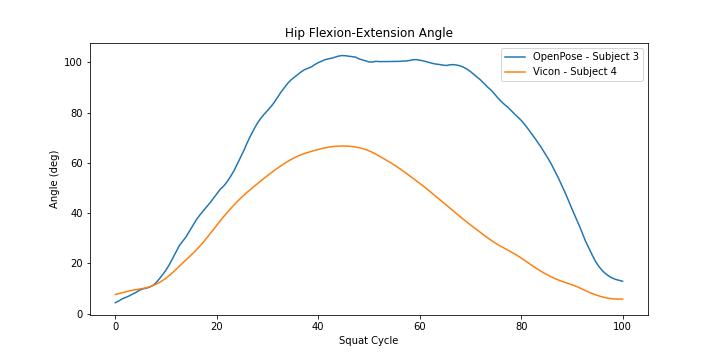 Hip Flexion-Extension Angle
OpenPose - Subject 3
Vicon - Subject 4
Angle (deg)
100
80
60
40
20
0
0 20 40 60 80 100
Squat Cycle